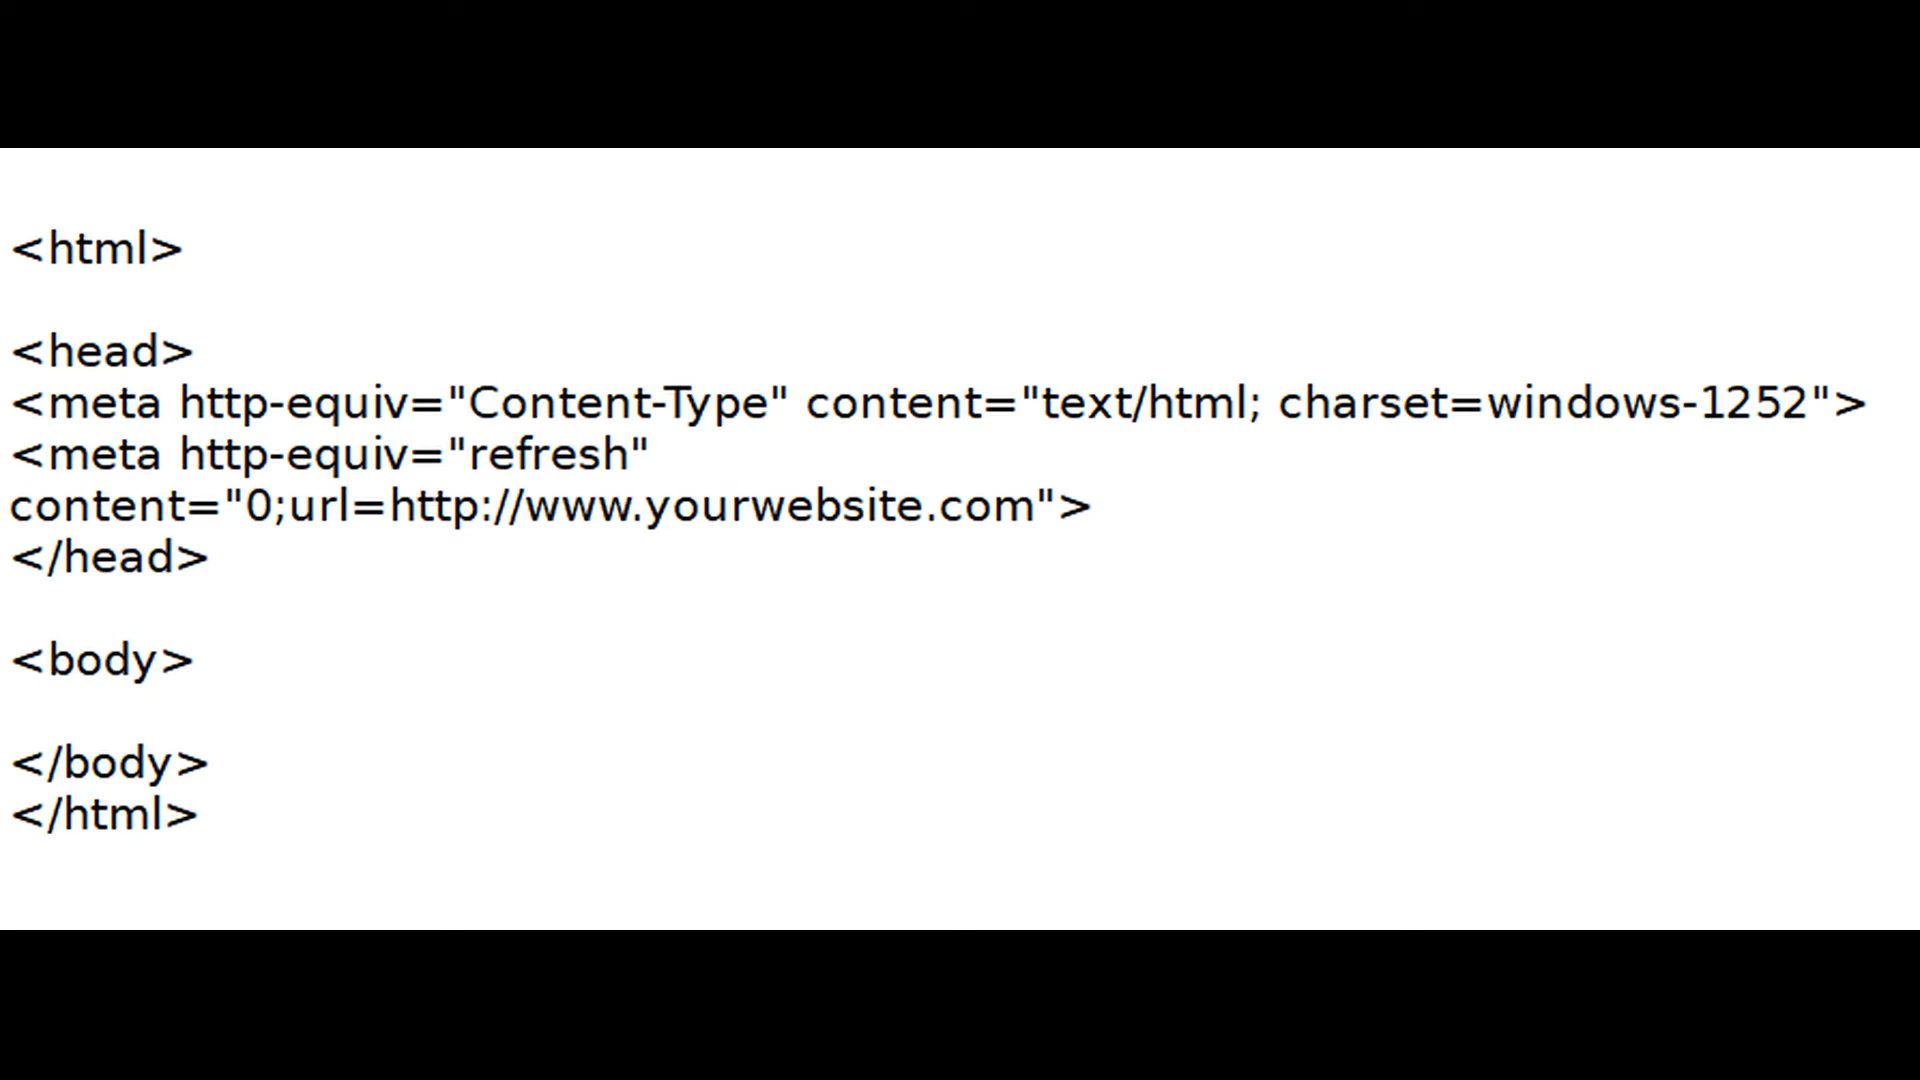 <html>
<head>
<meta http-equiv="Content-Type" content="text/html; charset=windows-1252">
<meta http-equiv="refresh"
content="0;url=http://www.yourwebsite.com">
</head>
<body>
</body>
</html>